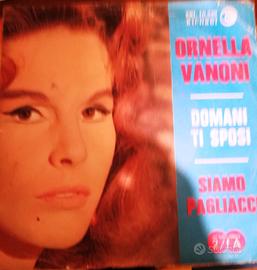 ORNELLA
VANONI
DOMANI
TI SPOSI
SIAMO
PAGLIACCI